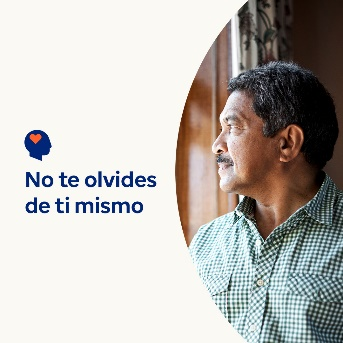 No te olvides
de ti mismo